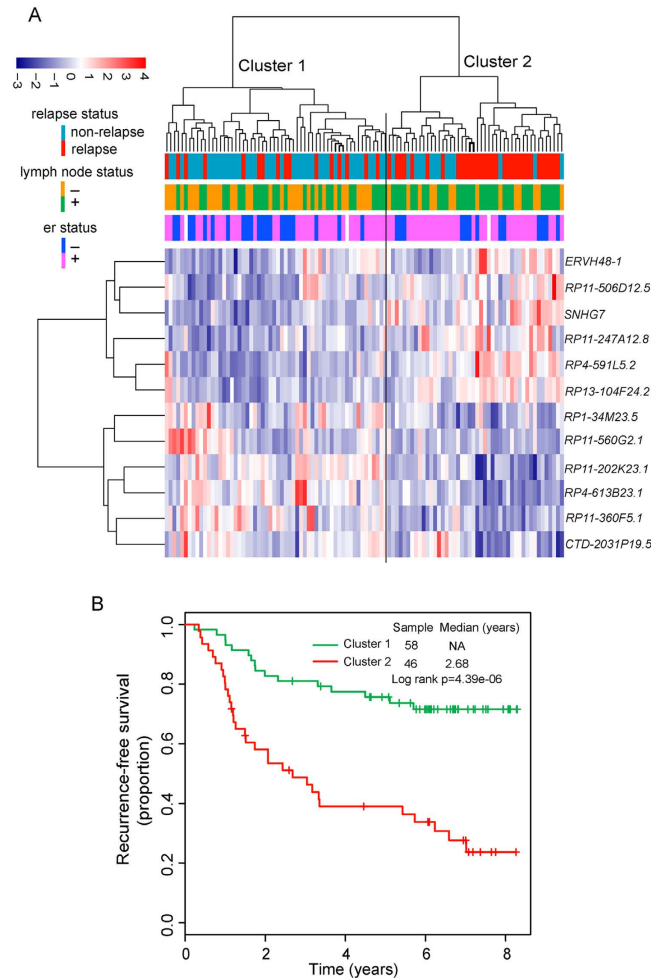 A
Cluster 1
Cluster 2
-3 -2 -1 0 1 2 3 4
relapse status
non-relapse
relapse
lymph node status
−
+
er status
−
+
ERVH48-1
RP11-506D12.5
SNHG7
RP11-247A12.8
RP4-591L5.2
RP13-104F24.2
RP1-34M23.5
RP11-560G2.1
RP11-202K23.1
RP4-613B23.1
RP11-360F5.1
CTD-2031P19.5
B
Sample Median (years)
Cluster 1 58 NA
Cluster 2 46 2.68
Log rank p=4.39e-06
Recurrence-free survival
(proportion)
1.0
0.8
0.6
0.4
0.2
0.0
0 2 4 6 8
Time (years)